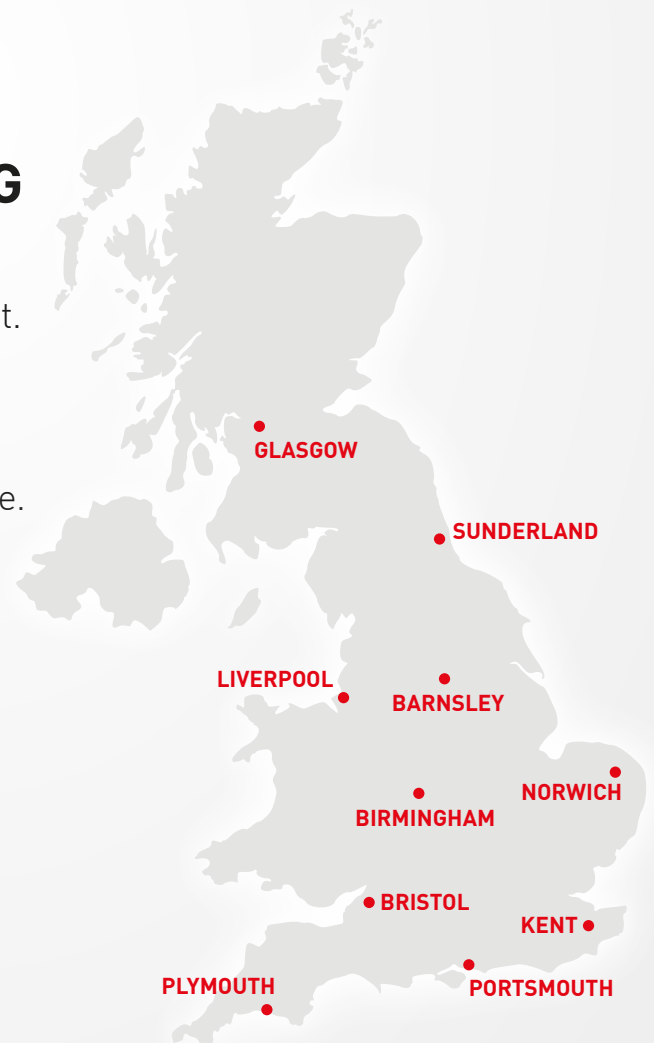 G
t.
GLASGOW
e.
SUNDERLAND
LIVERPOOL
BARNSLEY
NORWICH
BIRMINGHAM
BRISTOL
KENT
PLYMOUTH
PORTSMOUTH